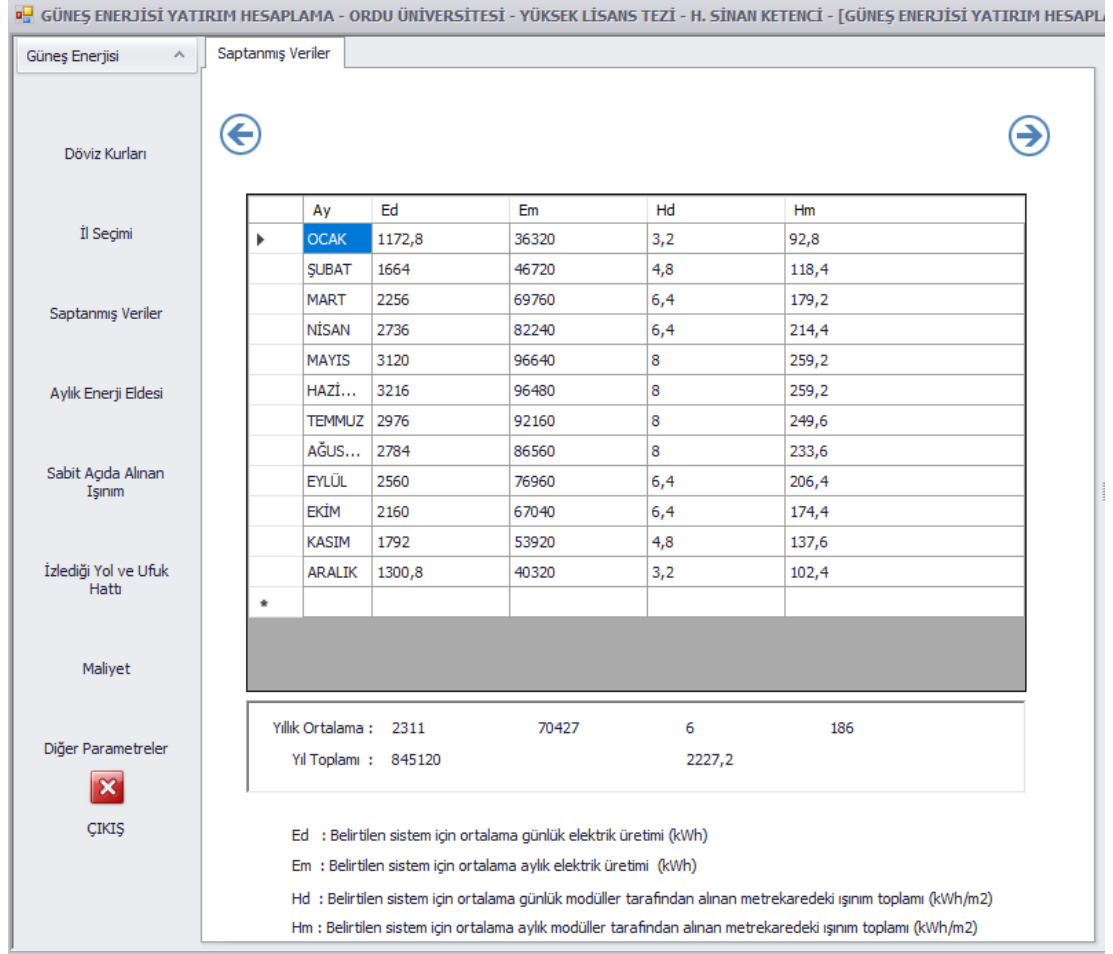 GÜNEŞ ENERJİSİ YATIRIM HESAPLAMA - ORDU ÜNİVERSİTESİ - YÜKSEK LİSANS TEZİ - H. SİNAN KETENCİ - [GÜNEŞ ENERJİSİ YATIRIM HESAPL
Güneş Enerjisi
Döviz Kurları
İl Seçimi
Saptanmış Veriler
Aylık Enerji Eldesi
Sabit Açıda Alınan
Işınım
İzlediği Yol ve Ufuk
Hattı
Maliyet
Diğer Parametreler
ÇIKIŞ
Saptanmış Veriler
Ay Ed Em Hd Hm
OCAK 1172,8 36320 3,2 92,8
ŞUBAT 1664 46720 4,8 118,4
MART 2256 69760 6,4 179,2
NİSAN 2736 82240 6,4 214,4
MAYIS 3120 96640 8 259,2
HAZİ... 3216 96480 8 259,2
TEMMUZ 2976 92160 8 249,6
AĞUS... 2784 86560 8 233,6
EYLÜL 2560 76960 6,4 206,4
EKİM 2160 67040 6,4 174,4
KASIM 1792 53920 4,8 137,6
ARALIK 1300,8 40320 3,2 102,4
*
Yıllık Ortalama : 2311 70427 6 186
Yıl Toplamı : 845120 2227,2
Ed : Belirtilen sistem için ortalama günlük elektrik üretimi (kWh)
Em : Belirtilen sistem için ortalama aylık elektrik üretimi (kWh)
Hd : Belirtilen sistem için ortalama günlük modüller tarafından alınan metrekaredeki ışınım toplamı (kWh/m2)
Hm : Belirtilen sistem için ortalama aylık modüller tarafından alınan metrekaredeki ışınım toplamı (kWh/m2)